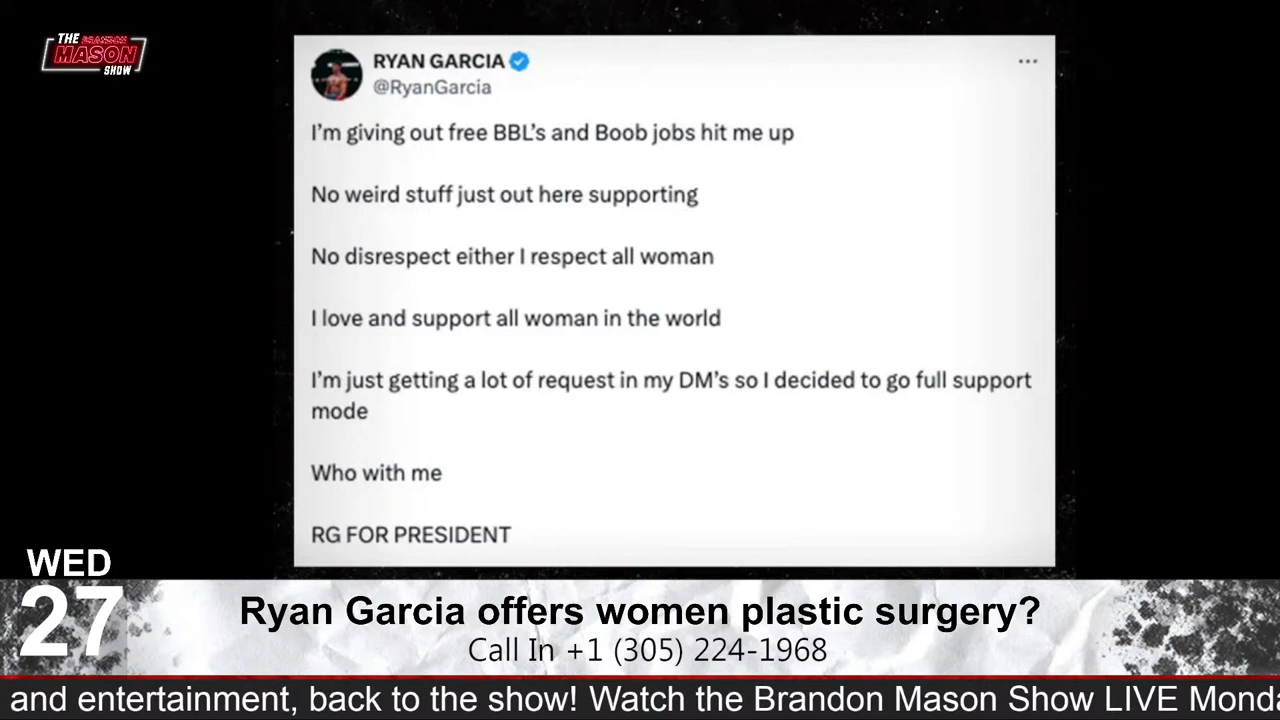 THE BRANDON
MASON
SHOW
RYAN GARCIA
@RyanGarcia
I’m giving out free BBL’s and Boob jobs hit me up
No weird stuff just out here supporting
No disrespect either I respect all woman
I love and support all woman in the world
I’m just getting a lot of request in my DM’s so I decided to go full support
mode
Who with me
RG FOR PRESIDENT
WED
27
Ryan Garcia offers women plastic surgery?
Call In +1 (305) 224-1968
and entertainment, back to the show! Watch the Brandon Mason Show LIVE Monda